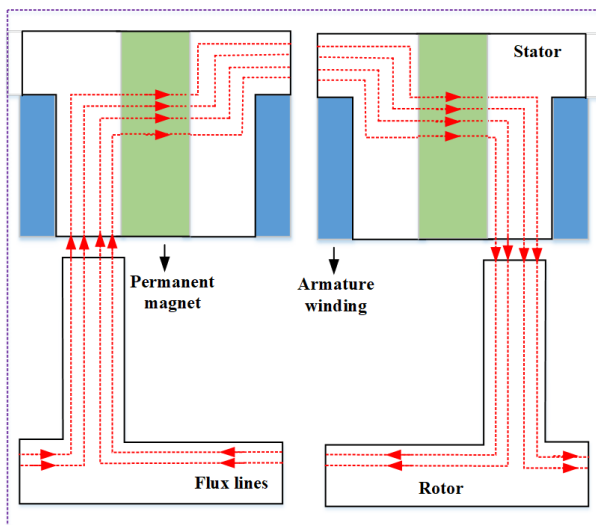 Stator
Permanent
magnet
Armature
winding
Flux lines
Rotor